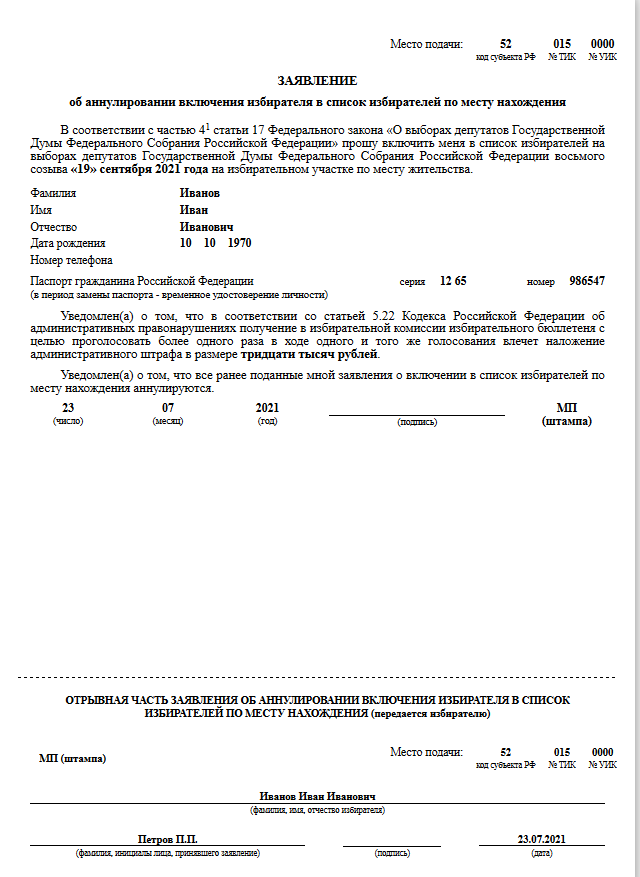 Место подачи: 52 015 0000
код субъекта РФ № ТИК № УИК
ЗАЯВЛЕНИЕ
об аннулировании включения избирателя в список избирателей по месту нахождения
В соответствии с частью 4¹ статьи 17 Федерального закона «О выборах депутатов Государственной
Думы Федерального Собрания Российской Федерации» прошу включить меня в список избирателей на
выборах депутатов Государственной Думы Федерального Собрания Российской Федерации восьмого
созыва «19» сентября 2021 года на избирательном участке по месту жительства.
Фамилия Иванов
Имя Иван
Отчество Иванович
Дата рождения 10 10 1970
Номер телефона
Паспорт гражданина Российской Федерации серия 12 65 номер 986547
(в период замены паспорта - временное удостоверение личности)
Уведомлен(а) о том, что в соответствии со статьей 5.22 Кодекса Российской Федерации об
административных правонарушениях получение в избирательной комиссии избирательного бюллетеня с
целью проголосовать более одного раза в ходе одного и того же голосования влечет наложение
административного штрафа в размере тридцати тысяч рублей.
Уведомлен(а) о том, что все ранее поданные мной заявления о включении в список избирателей по
месту нахождения аннулируются.
23 07 2021 МП
(число) (месяц) (год) (подпись) (штампа)
ОТРЫВНАЯ ЧАСТЬ ЗАЯВЛЕНИЯ ОБ АННУЛИРОВАНИИ ВКЛЮЧЕНИЯ ИЗБИРАТЕЛЯ В СПИСОК
ИЗБИРАТЕЛЕЙ ПО МЕСТУ НАХОЖДЕНИЯ (передается избирателю)
МП (штампа) Место подачи: 52 015 0000
код субъекта РФ № ТИК № УИК
Иванов Иван Иванович
(фамилия, имя, отчество избирателя)
Петров П.П. 23.07.2021
(фамилия, инициалы лица, принявшего заявление) (подпись) (дата)